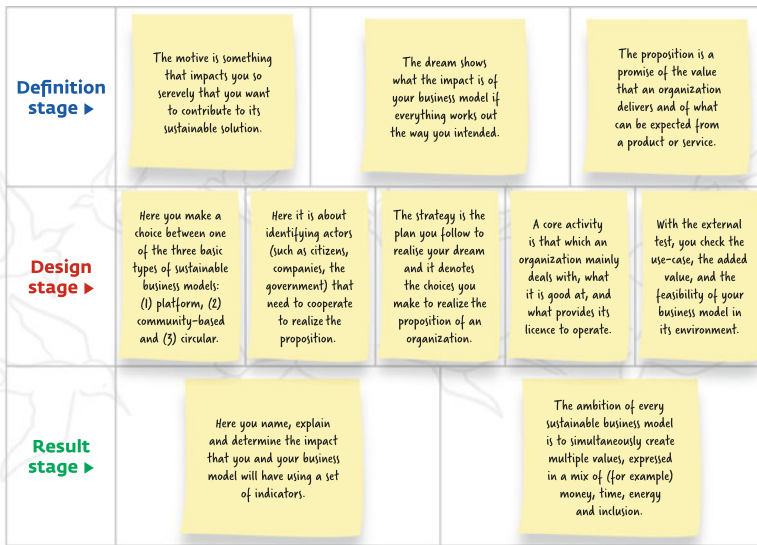 Definition
stage ▶
The motive is something
that impacts you so
serevely that you want
to contribute to its
sustainable solution.
The dream shows
what the impact is of
your business model if
everything works out
the way you intended.
The proposition is a
promise of the value
that an organization
delivers and of what
can be expected from
a product or service.
Design
stage ▶
Here you make a
choice between one
of the three basic
types of sustainable
business models:
(1) platform, (2)
community-based
and (3) circular.
Here it is about
identifying actors
(such as citizens,
companies, the
government) that
need to cooperate
to realize the
proposition.
The strategy is the
plan you follow to
realise your dream
and it denotes
the choices you
make to realize the
proposition of an
organization.
A core activity
is that which an
organization mainly
deals with, what
it is good at, and
what provides its
licence to operate.
With the external
test, you check the
use-case, the added
value, and the
feasibility of your
business model in
its environment.
Result
stage ▶
Here you name, explain
and determine the impact
that you and your business
model will have using a set
of indicators.
The ambition of every
sustainable business model
is to simultaneously create
multiple values, expressed
in a mix of (for example)
money, time, energy
and inclusion.